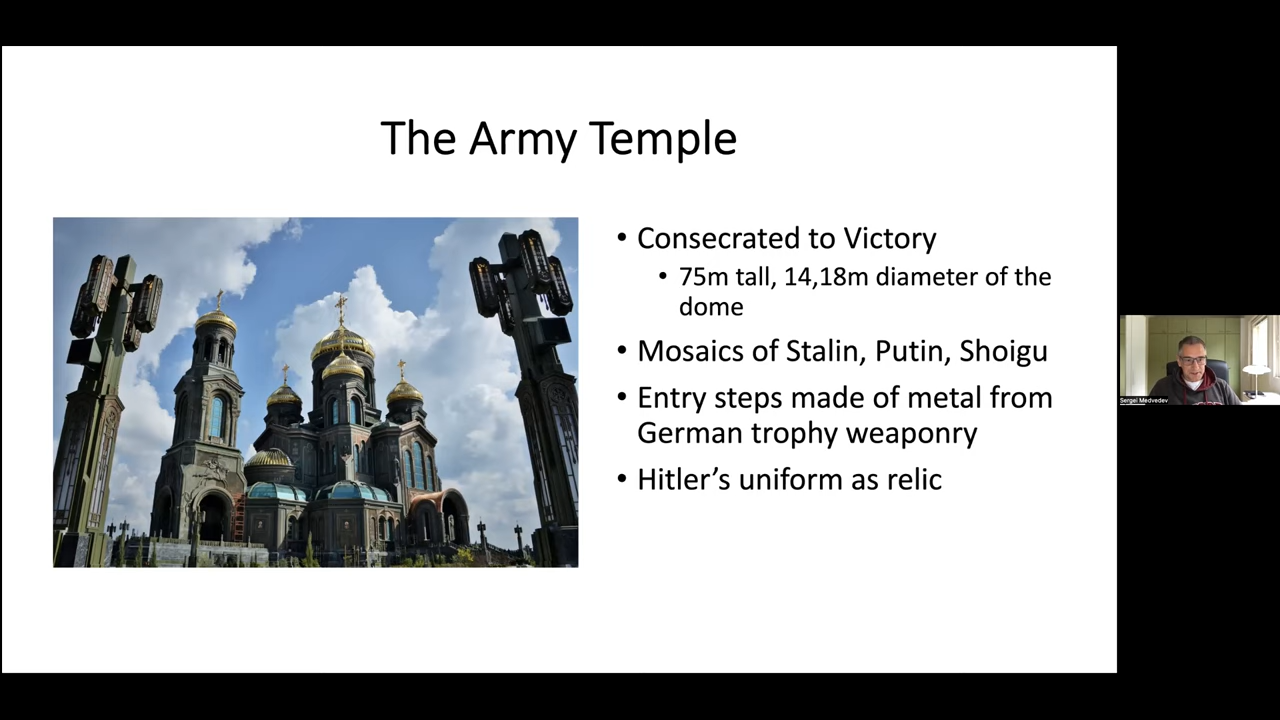 The Army Temple
• Consecrated to Victory
• 75m tall, 14,18m diameter of the
dome
• Mosaics of Stalin, Putin, Shoigu
• Entry steps made of metal from
German trophy weaponry
• Hitler’s uniform as relic
Sergei Medvedev